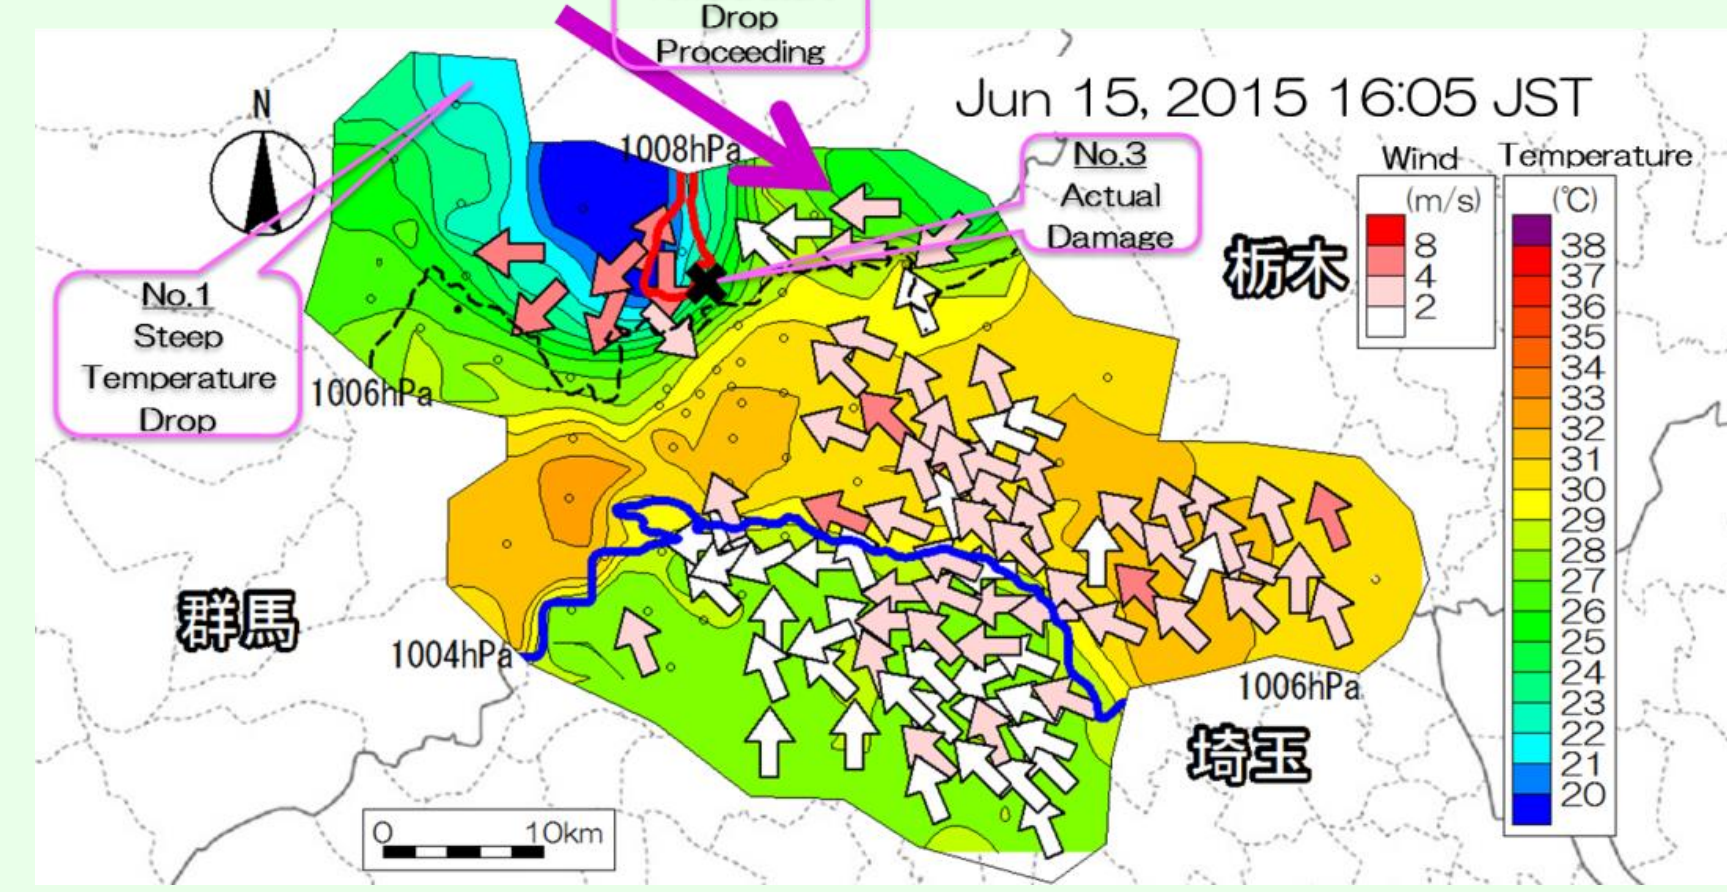 Drop
Proceeding
Jun 15, 2015 16:05 JST
N
1008hPa
No.3
Actual
Damage
Wind
(m/s)
8
4
2
Temperature
(℃)
38
37
36
35
34
33
32
31
30
29
28
27
26
25
24
23
22
21
20
栃木
No.1
Steep
Temperature
Drop
1006hPa
群馬
1004hPa
1006hPa
埼玉
0 10km